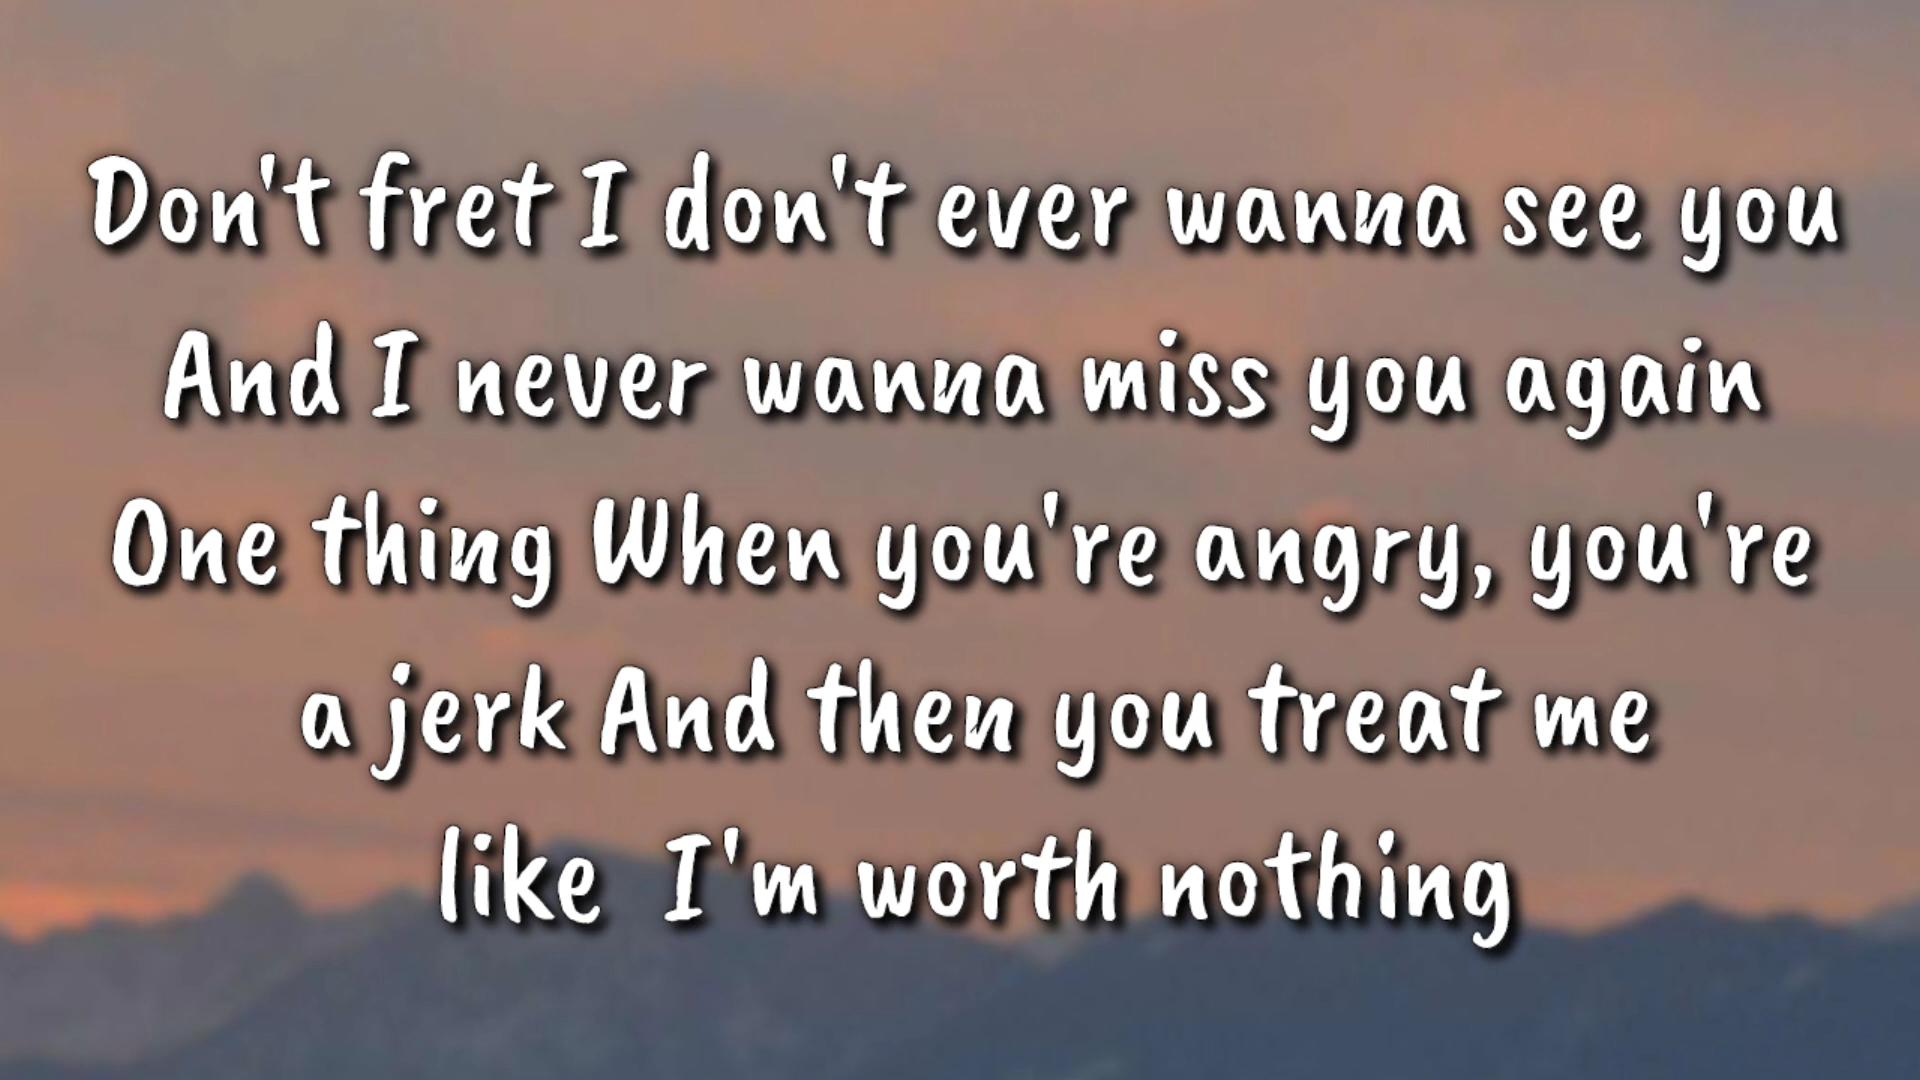 Don't fret I don't ever wanna see you
And I never wanna miss you again
One thing When you're angry, you're
a jerk And then you treat me
like I'm worth nothing